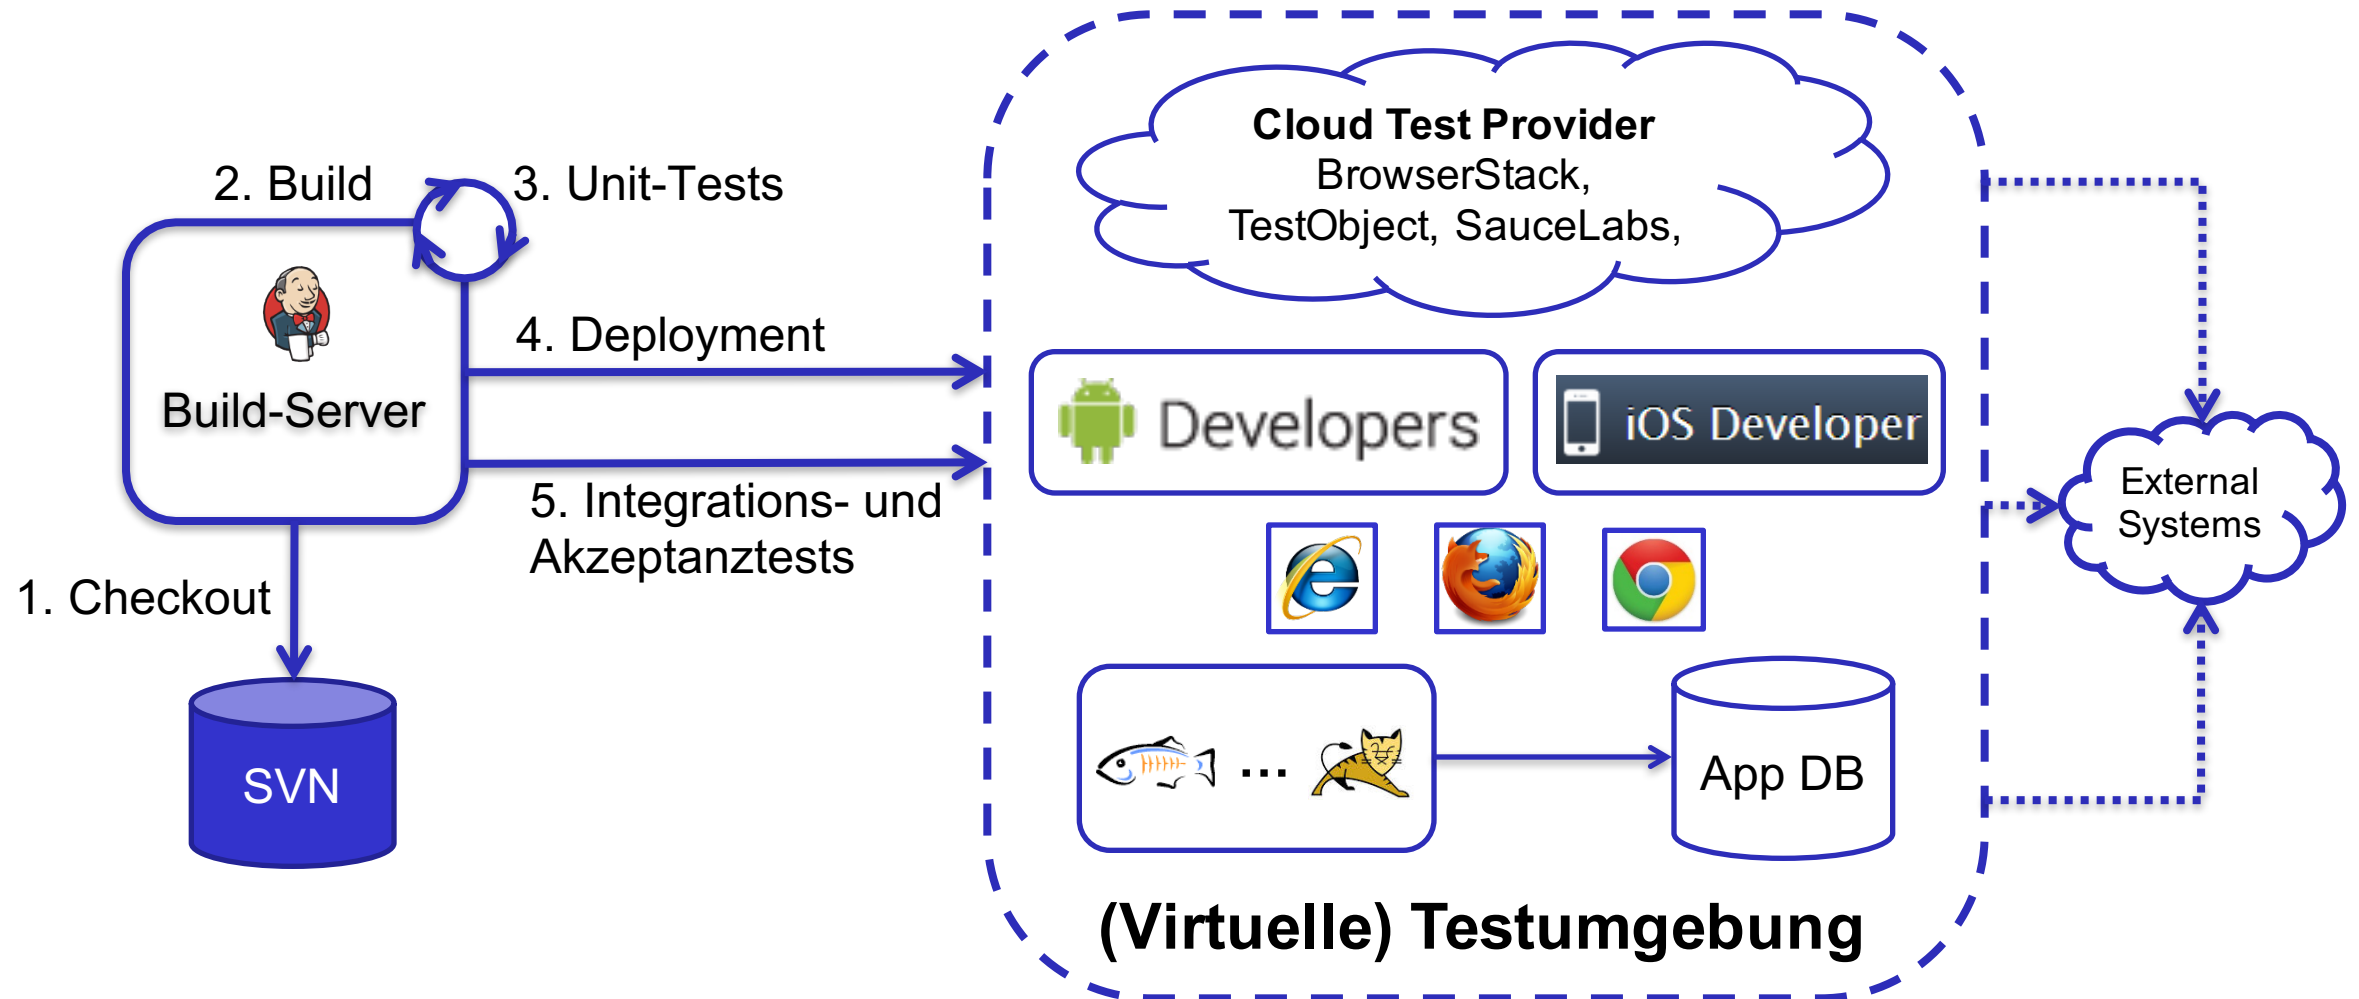 2. Build
3. Unit-Tests
Build-Server
4. Deployment
5. Integrations- und
Akzeptanztests
1. Checkout
SVN
Cloud Test Provider
BrowserStack,
TestObject, SauceLabs,
Developers
iOS Developer
...
App DB
(Virtuelle) Testumgebung
External
Systems